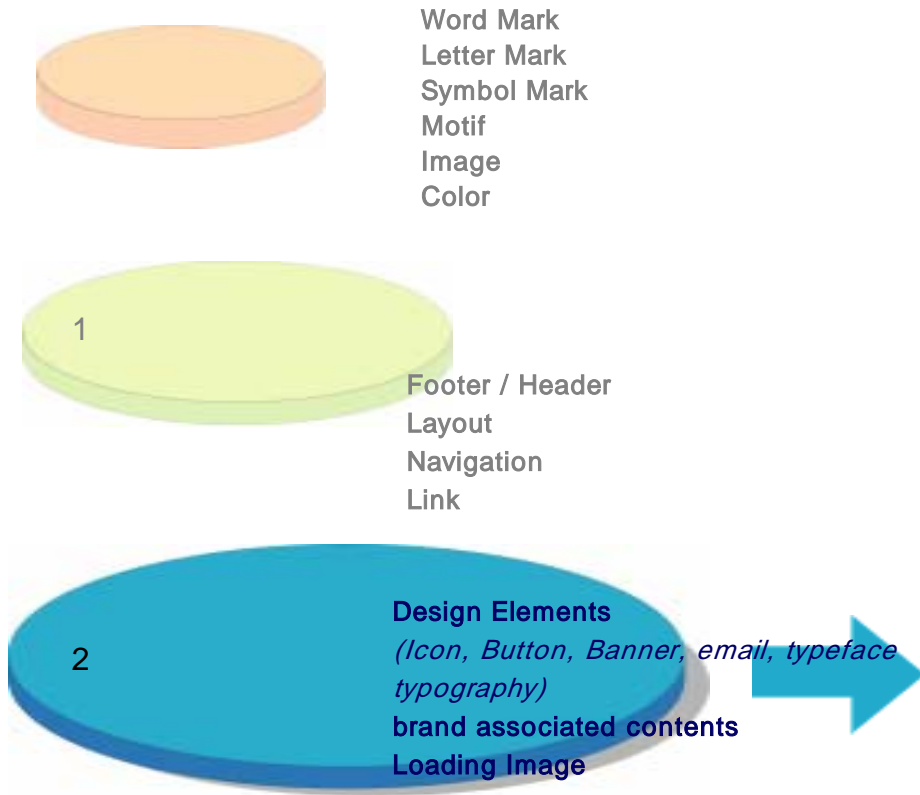 Word Mark
Letter Mark
Symbol Mark
Motif
Image
Color
1
Footer / Header
Layout
Navigation
Link
Design Elements
2
(Icon, Button, Banner, email, typeface
typography)
brand associated contents
Loading Image